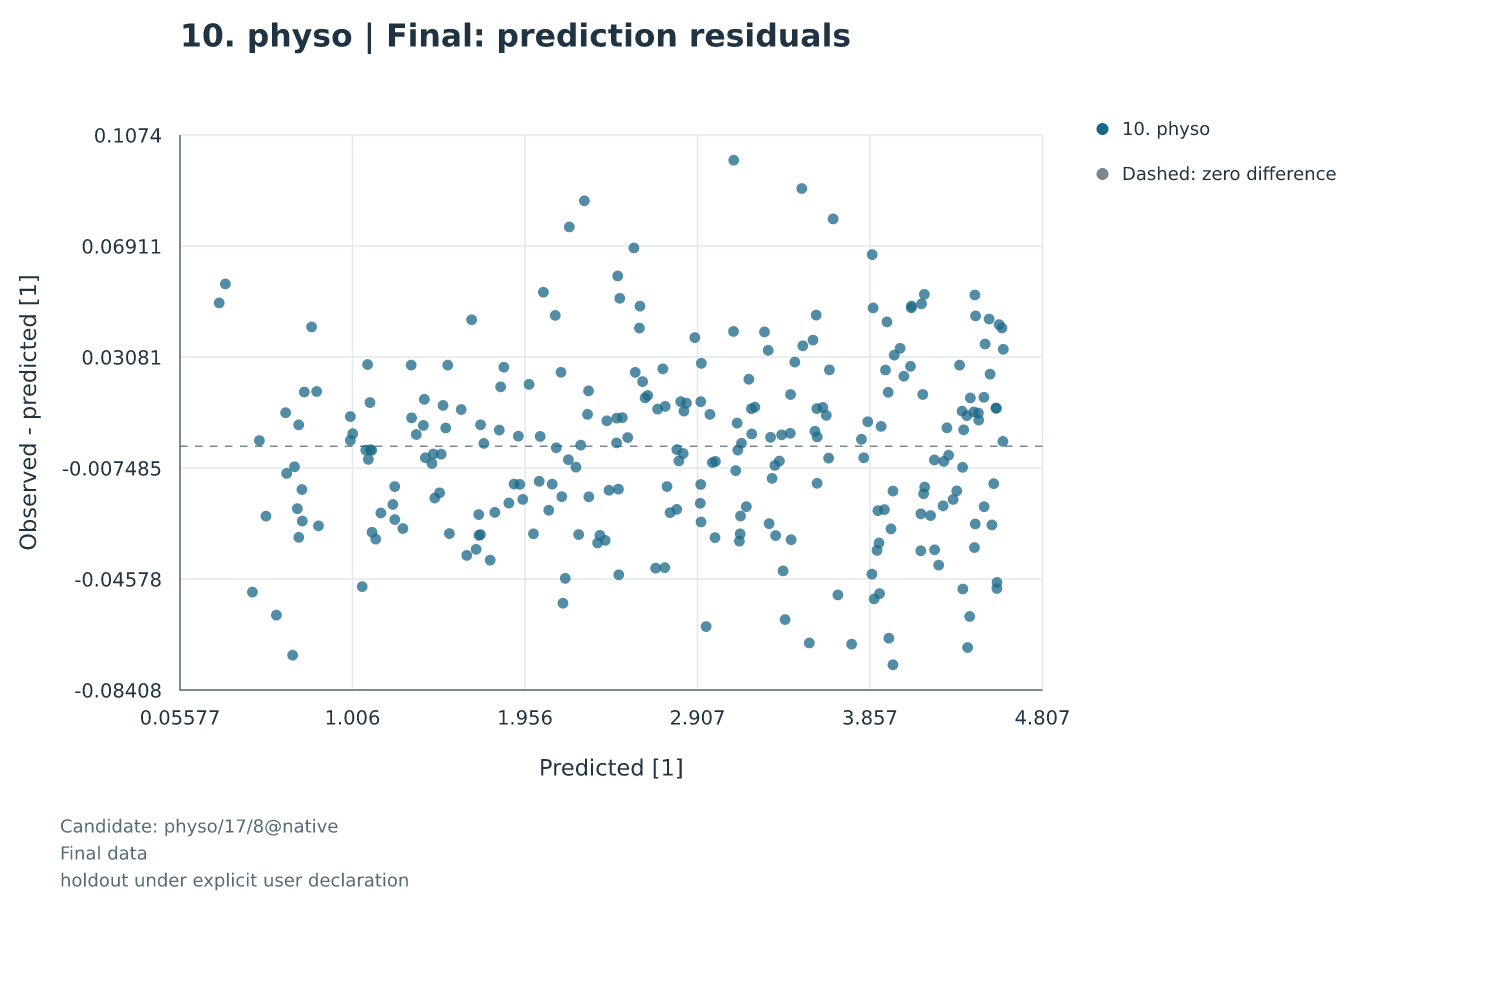 10. physo | Final: prediction residuals
10. physo
Dashed: zero difference
Observed - predicted [1]
0.1074
0.06911
0.03081
-0.007485
-0.04578
-0.08408
0.05577
1.006
1.956
2.907
3.857
4.807
Predicted [1]
Candidate: physo/17/8@native
Final data
holdout under explicit user declaration